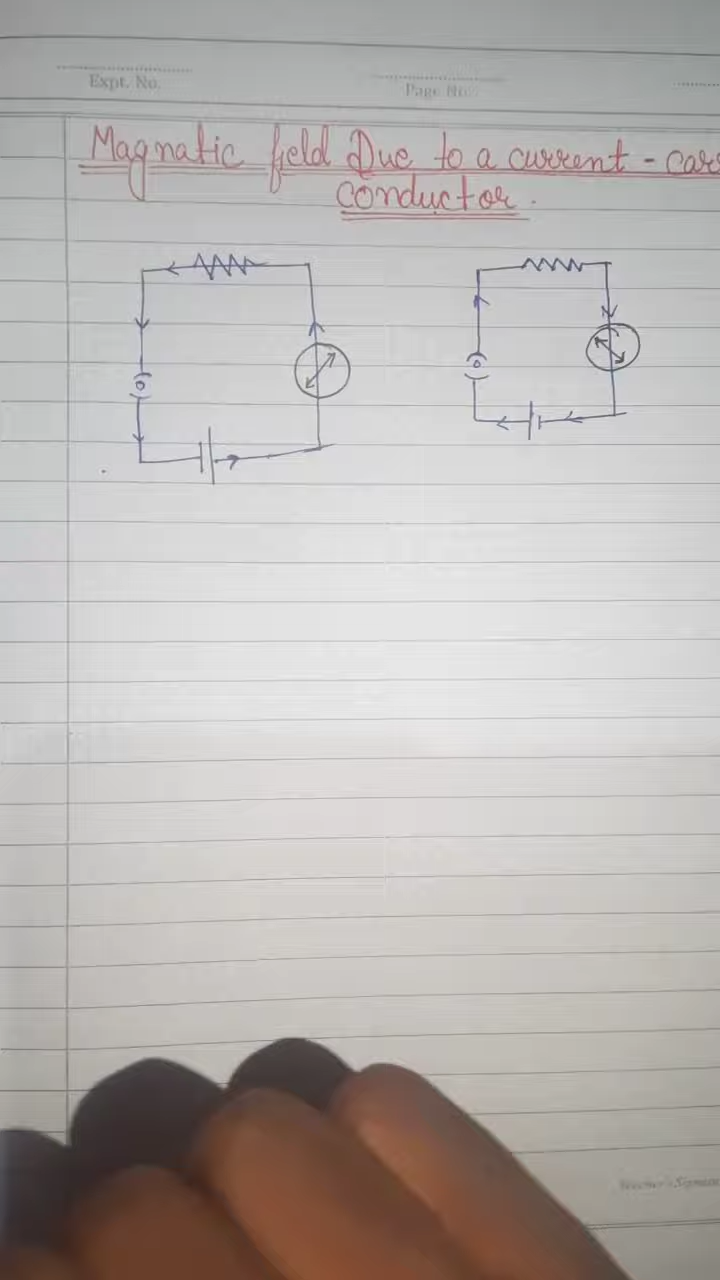 Expt. No.
Page No.
Magnatic field Due to a current - car
conductor.